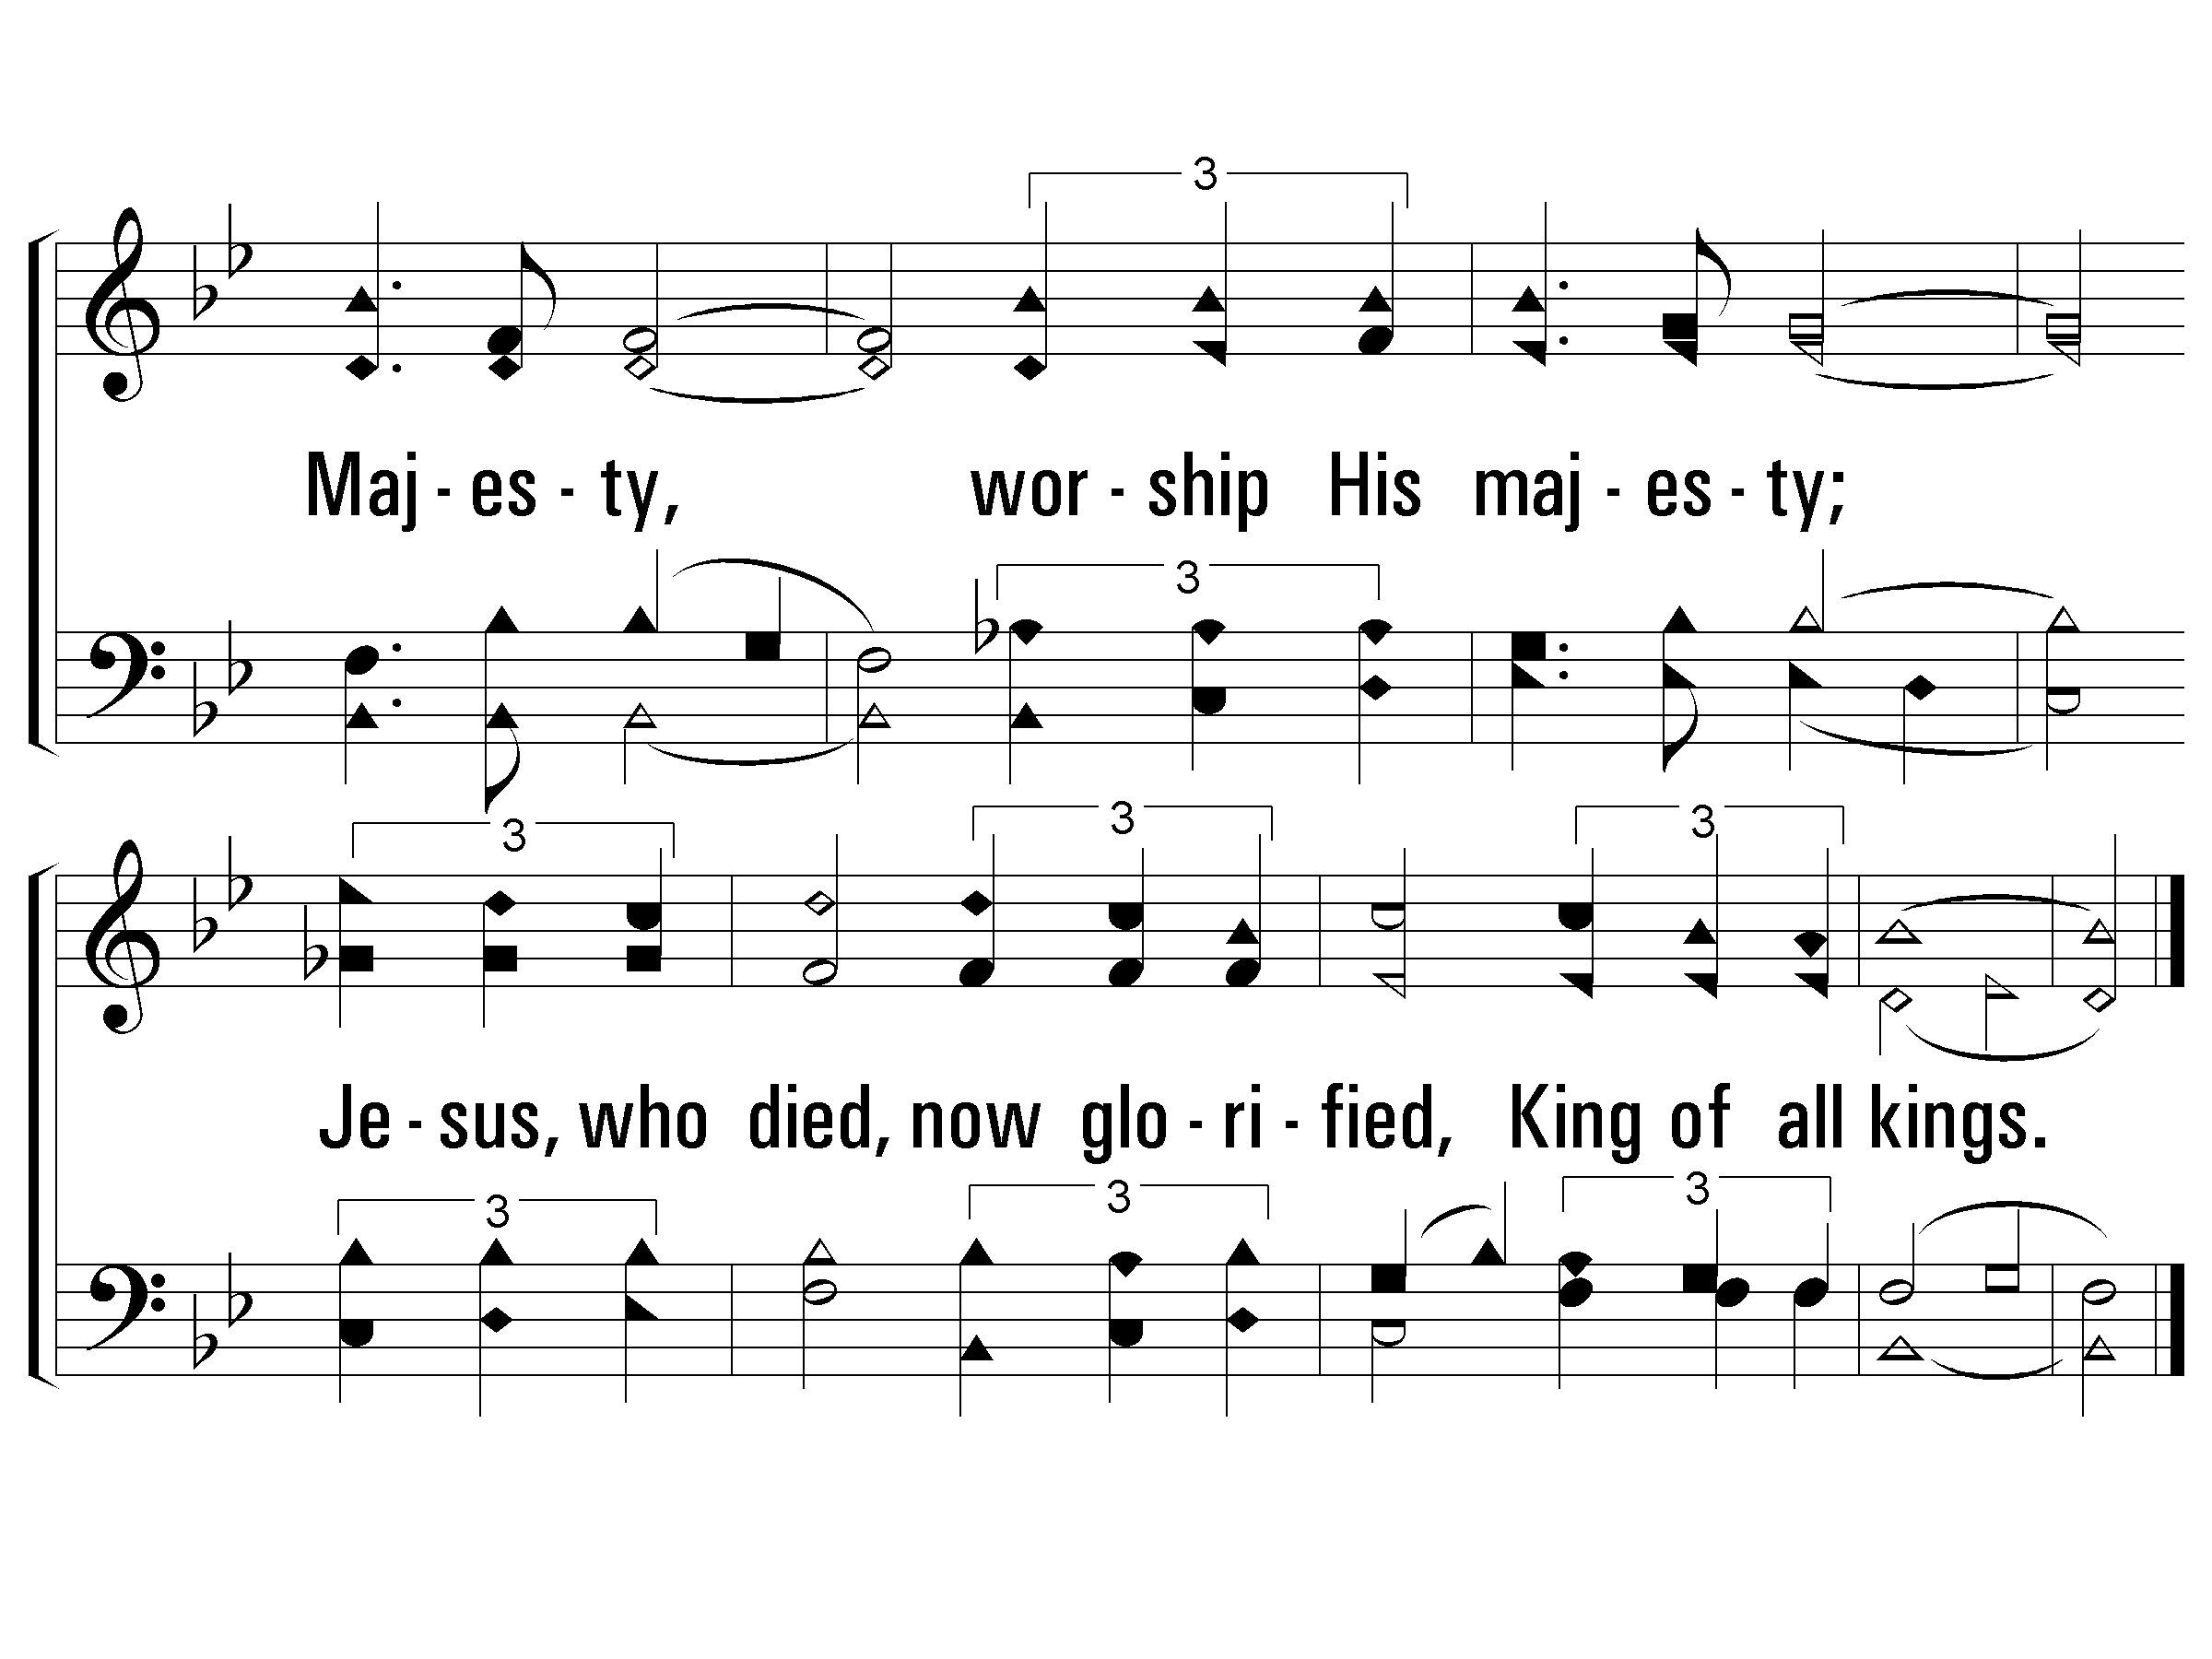 3
Maj - es - ty, wor - ship His maj - es - ty;
3
3 3 3
Je - sus, who died, now glo - ri - fied, King of all kings.
3 3 3